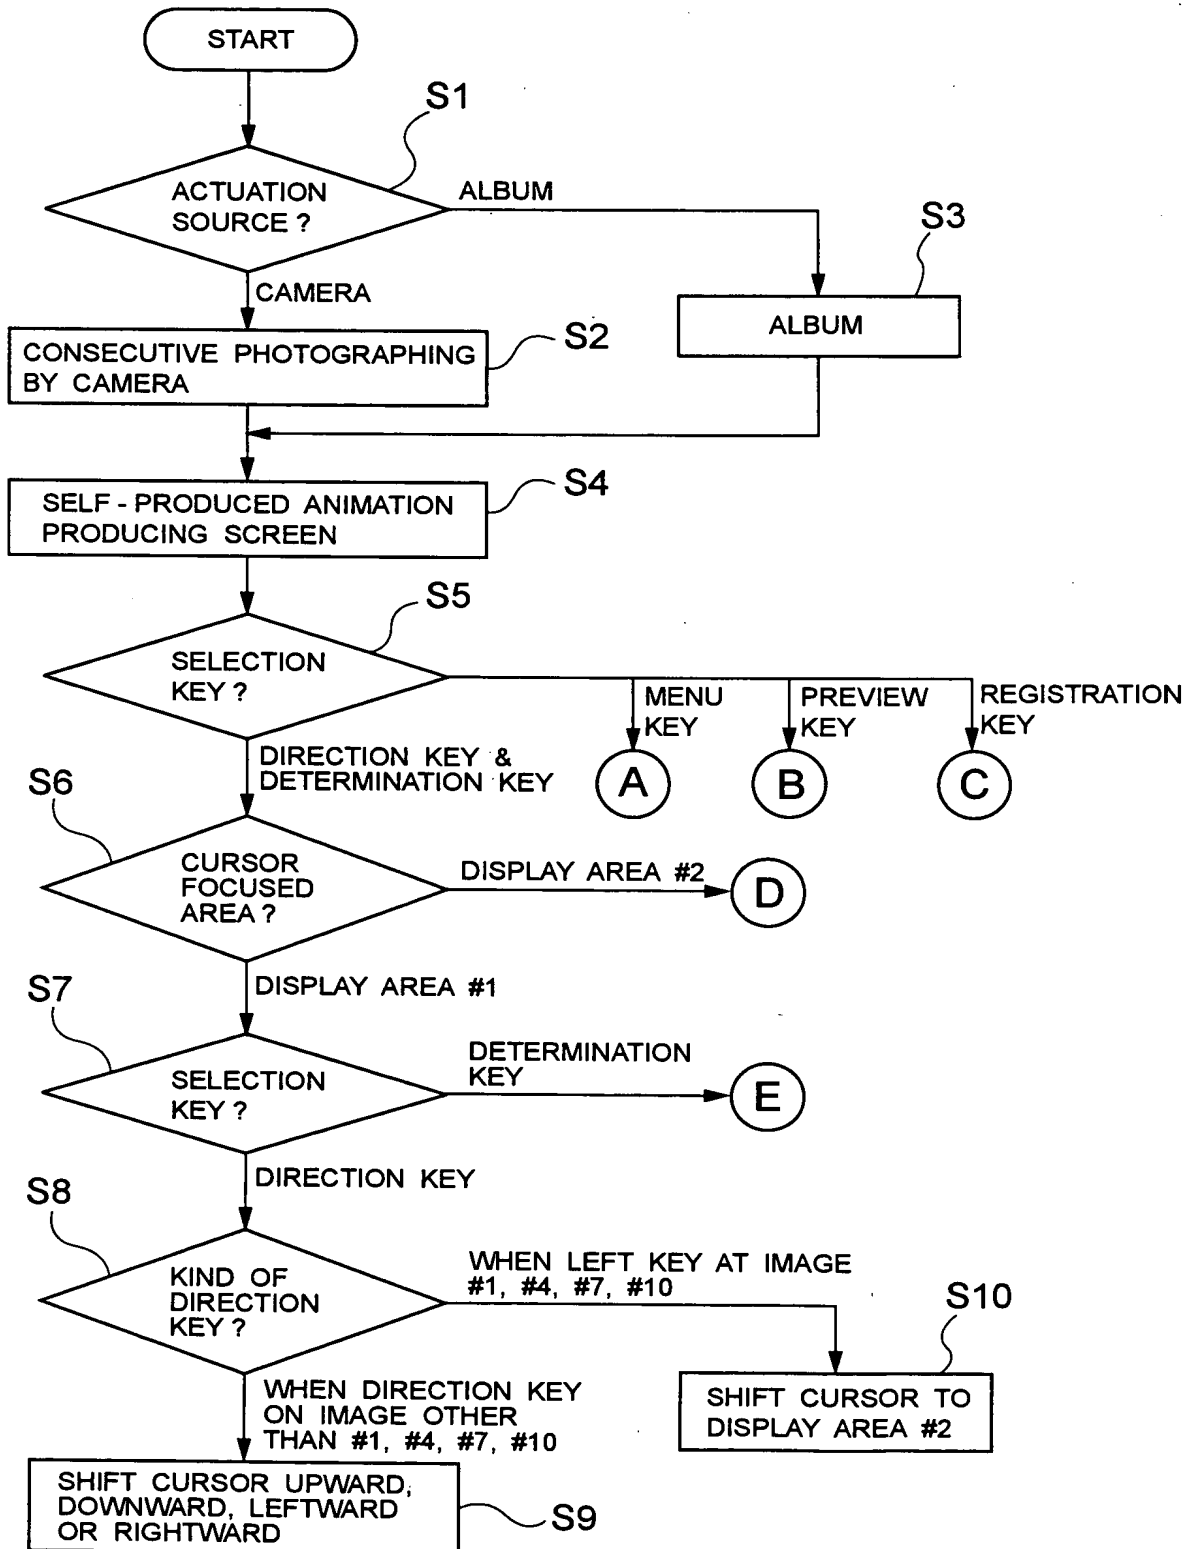 START
S1
ACTUATION
SOURCE ?
ALBUM
S3
CAMERA
ALBUM
S2
CONSECUTIVE PHOTOGRAPHING
BY CAMERA
S4
SELF - PRODUCED ANIMATION
PRODUCING SCREEN
S5
SELECTION
KEY ?
MENU
KEY
PREVIEW
KEY
REGISTRATION
KEY
DIRECTION KEY &
DETERMINATION KEY
A
B
C
S6
CURSOR
FOCUSED
AREA ?
DISPLAY AREA #2
D
DISPLAY AREA #1
S7
SELECTION
KEY ?
DETERMINATION
KEY
E
DIRECTION KEY
S8
KIND OF
DIRECTION
KEY ?
WHEN LEFT KEY AT IMAGE
#1, #4, #7, #10
S10
WHEN DIRECTION KEY
ON IMAGE OTHER
THAN #1, #4, #7, #10
SHIFT CURSOR TO
DISPLAY AREA #2
SHIFT CURSOR UPWARD,
DOWNWARD, LEFTWARD
OR RIGHTWARD
S9